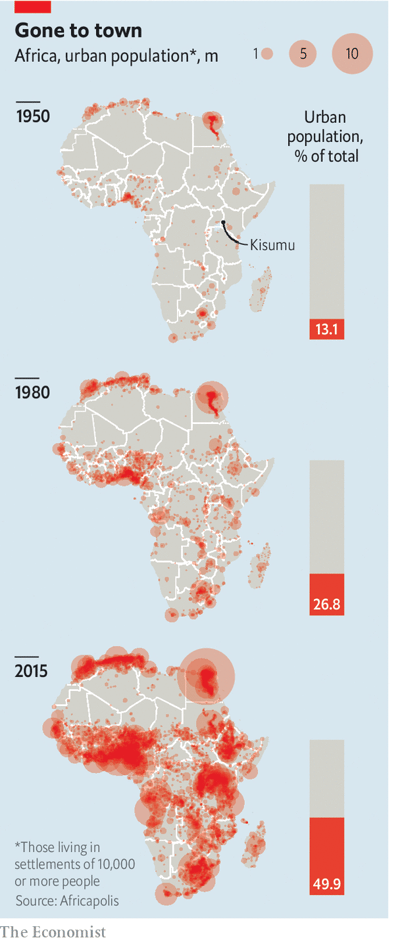 Gone to town
Africa, urban population*, m
1
5
10
1950
Urban
population,
% of total
Kisumu
13.1
1980
26.8
2015
49.9
*Those living in
settlements of 10,000
or more people
Source: Africapolis
The Economist